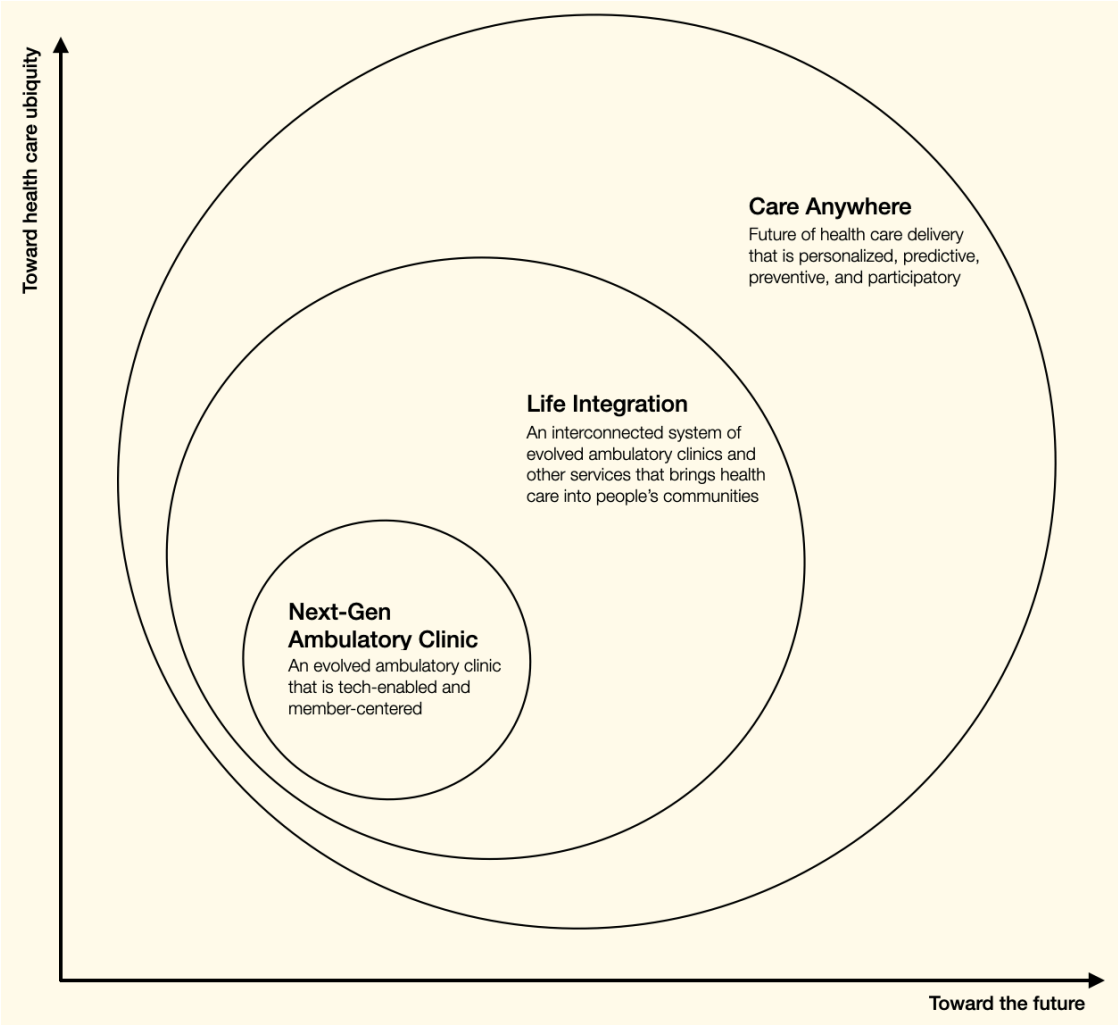 Toward health care ubiquity
Care Anywhere
Future of health care delivery
that is personalized, predictive,
preventive, and participatory
Life Integration
An interconnected system of
evolved ambulatory clinics and
other services that brings health
care into people’s communities
Next-Gen
Ambulatory Clinic
An evolved ambulatory clinic
that is tech-enabled and
member-centered
Toward the future